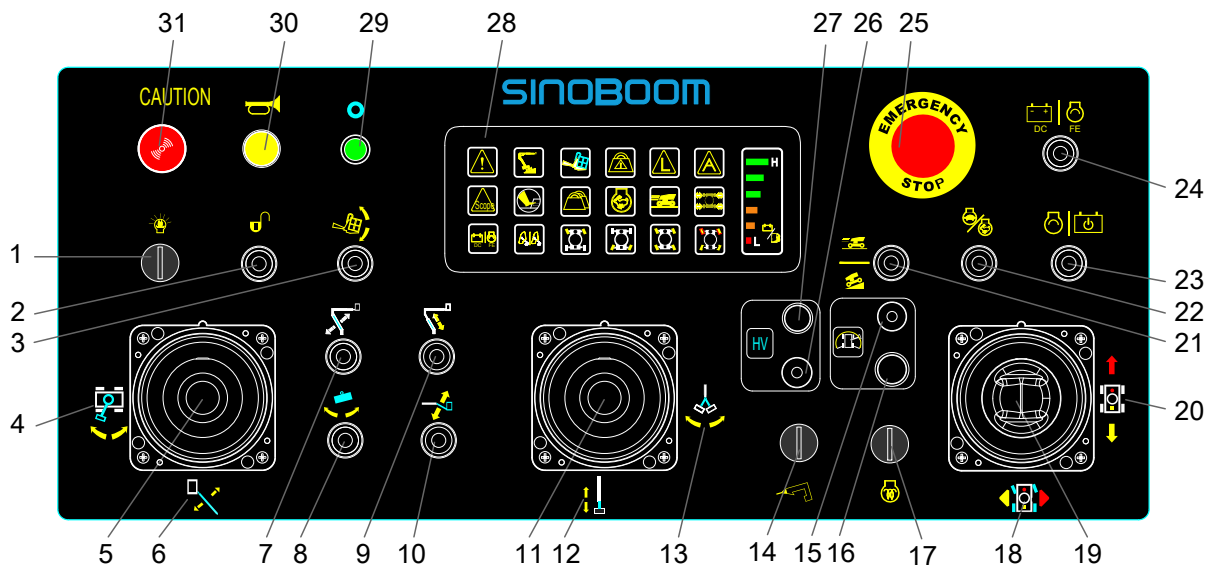 31 30 29 28 27 26 25
CAUTION
SINOBOOM
EMERGENCY
STOP
DC FE
H
L A
Scope
DC FE
L
24
1
2
3
HV
23
22
21
4
20
5 6 7 8 9 10 11 12 13 14 15 16 17 18 19